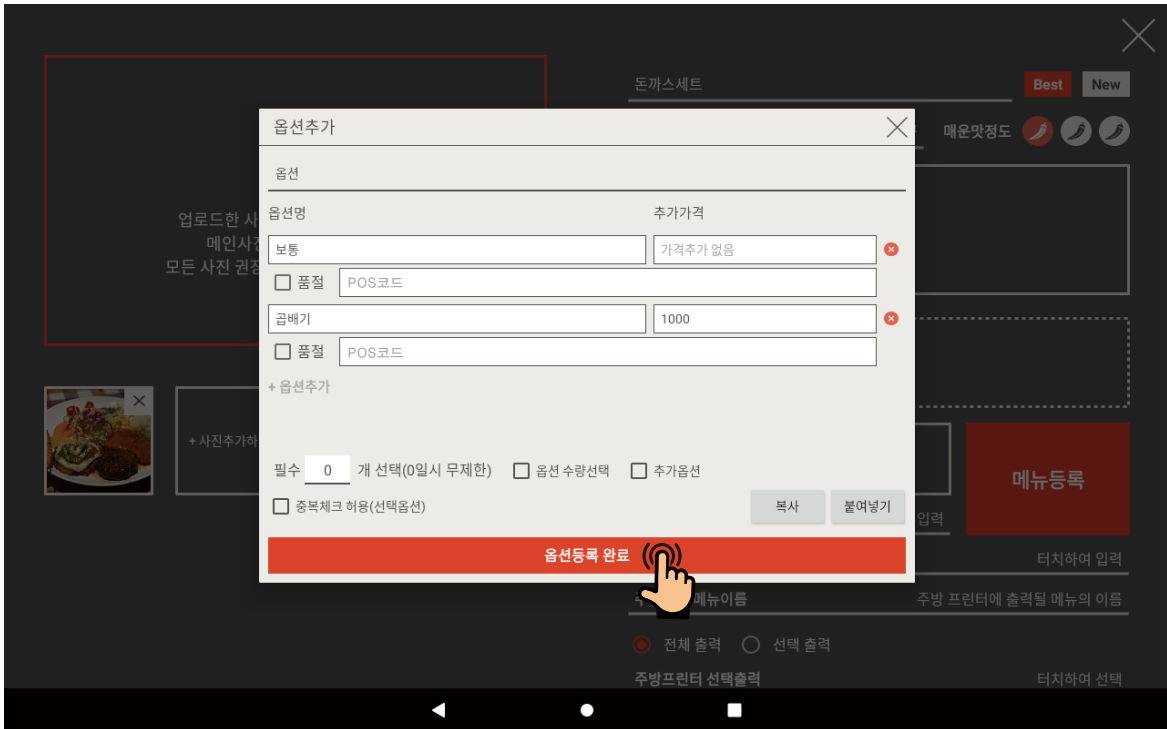 돈까스세트
Best
New
매운맛정도
업로드한 사
메인사진
모든 사진 권장
+ 사진추가하
메뉴등록
입력
터치하여 입력
메뉴이름
주방 프린터에 출력될 메뉴의 이름
전체 출력
선택 출력
주방프린터 선택출력
터치하여 선택
옵션추가
옵션
옵션명
추가가격
보통
가격추가 없음
품절
POS코드
곱배기
1000
품절
POS코드
+ 옵션추가
필수 0 개 선택(0일시 무제한)
옵션 수량선택
추가옵션
중복체크 허용(선택옵션)
복사
붙여넣기
옵션등록 완료